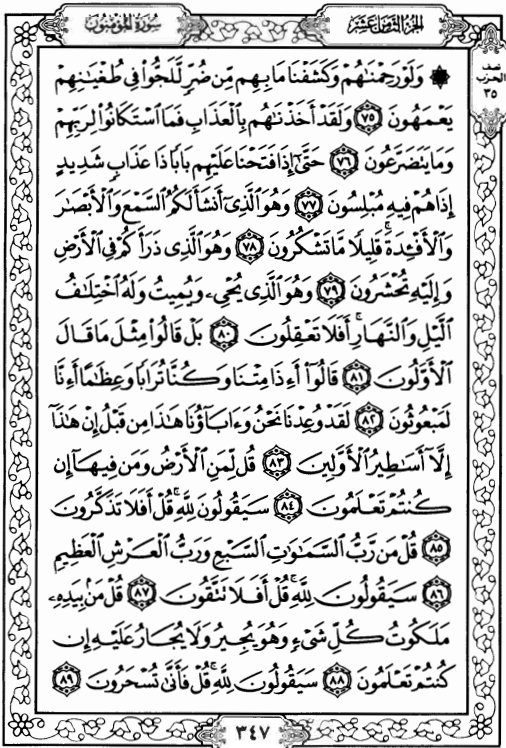 سورة المؤمنون
الجزء الثامن عشر
نصف
الحزب
٣٥
۞ وَلَوْ رَحِمْنَٰهُمْ وَكَشَفْنَا مَا بِهِم مِّن ضُرٍّ لَّلَجُّوا۟ فِى طُغْيَٰنِهِمْ
يَعْمَهُونَ ٧٥ وَلَقَدْ أَخَذْنَٰهُم بِٱلْعَذَابِ فَمَا ٱسْتَكَانُوا۟ لِرَبِّهِمْ
وَمَا يَتَضَرَّعُونَ ٧٦ حَتَّىٰٓ إِذَا فَتَحْنَا عَلَيْهِم بَابًا ذَا عَذَابٍ شَدِيدٍ
إِذَا هُمْ فِيهِ مُبْلِسُونَ ٧٧ وَهُوَ ٱلَّذِىٓ أَنشَأَ لَكُمُ ٱلسَّمْعَ وَٱلْأَبْصَٰرَ
وَٱلْأَفْـِٔدَةَ ۚ قَلِيلًا مَّا تَشْكُرُونَ ٧٨ وَهُوَ ٱلَّذِى ذَرَأَكُمْ فِى ٱلْأَرْضِ
وَإِلَيْهِ تُحْشَرُونَ ٧٩ وَهُوَ ٱلَّذِى يُحْىِۦ وَيُمِيتُ وَلَهُ ٱخْتِلَٰفُ
ٱلَّيْلِ وَٱلنَّهَارِ ۚ أَفَلَا تَعْقِلُونَ ٨٠ بَلْ قَالُوا۟ مِثْلَ مَا قَالَ
ٱلْأَوَّلُونَ ٨١ قَالُوٓا۟ أَءِذَا مِتْنَا وَكُنَّا تُرَابًا وَعِظَٰمًا أَءِنَّا
لَمَبْعُوثُونَ ٨٢ لَقَدْ وُعِدْنَا نَحْنُ وَءَابَآؤُنَا هَٰذَا مِن قَبْلُ إِنْ هَٰذَآ
إِلَّآ أَسَٰطِيرُ ٱلْأَوَّلِينَ ٨٣ قُل لِّمَنِ ٱلْأَرْضُ وَمَن فِيهَآ إِن
كُنتُمْ تَعْلَمُونَ ٨٤ سَيَقُولُونَ لِلَّهِ ۚ قُلْ أَفَلَا تَذَكَّرُونَ
٨٥ قُلْ مَن رَّبُّ ٱلسَّمَٰوَٰتِ ٱلسَّبْعِ وَرَبُّ ٱلْعَرْشِ ٱلْعَظِيمِ
٨٦ سَيَقُولُونَ لِلَّهِ ۚ قُلْ أَفَلَا تَتَّقُونَ ٨٧ قُلْ مَنۢ بِيَدِهِۦ
مَلَكُوتُ كُلِّ شَىْءٍ وَهُوَ يُجِيرُ وَلَا يُجَارُ عَلَيْهِ إِن
كُنتُمْ تَعْلَمُونَ ٨٨ سَيَقُولُونَ لِلَّهِ ۚ قُلْ فَأَنَّىٰ تُسْحَرُونَ ٨٩
٣٤٧